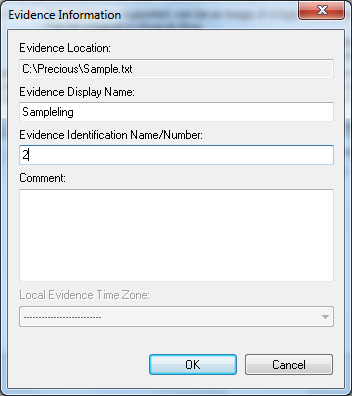 Evidence Information
Evidence Location:
C:\Precious\Sample.txt
Evidence Display Name:
Sampleling
Evidence Identification Name/Number:
2
Comment:
Local Evidence Time Zone:
--------------------------
OK
Cancel